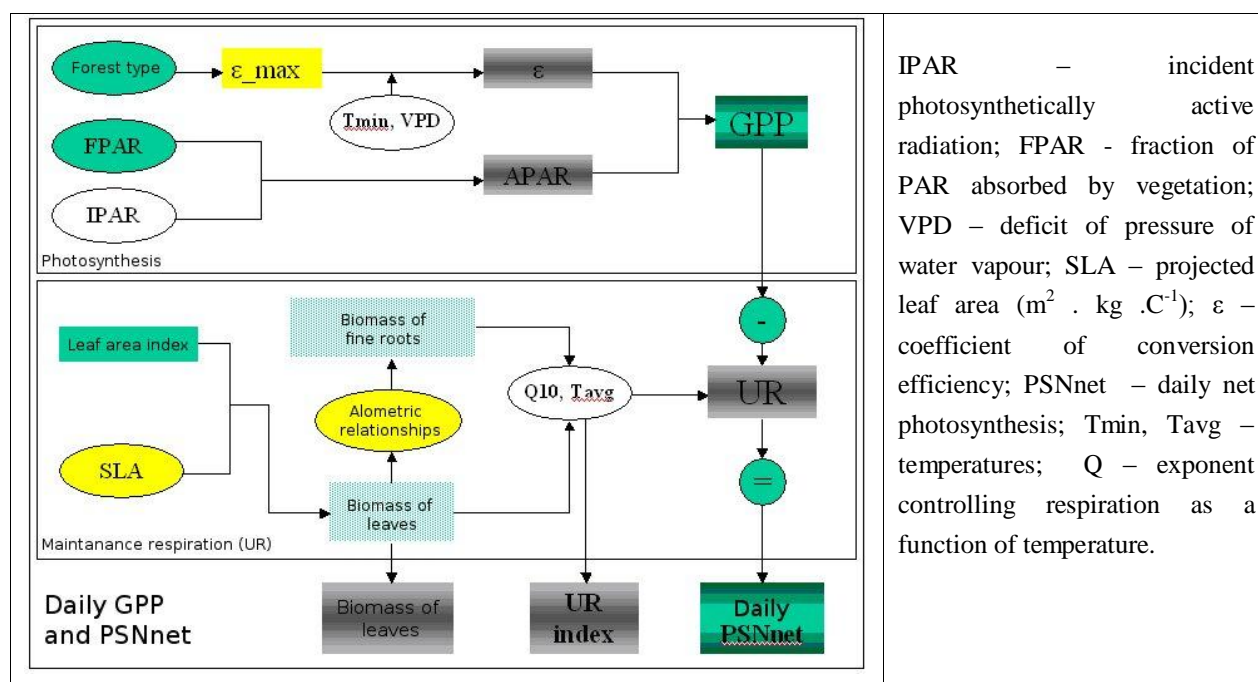 Forest type
ε_max
ε
Tmin, VPD
FPAR
GPP
APAR
IPAR
Photosynthesis
Leaf area index
Biomass of
fine roots
-
Q10, Tavg
UR
Alometric
relationships
SLA
=
Biomass of
leaves
Maintanance respiration (UR)
Daily GPP
and PSNnet
Biomass of
leaves
UR
index
Daily
PSNnet
IPAR – incident
photosynthetically active
radiation; FPAR - fraction of
PAR absorbed by vegetation;
VPD – deficit of pressure of
water vapour; SLA – projected
leaf area (m² . kg .C⁻¹); ε –
coefficient of conversion
efficiency; PSNnet – daily net
photosynthesis; Tmin, Tavg –
temperatures; Q – exponent
controlling respiration as a
function of temperature.